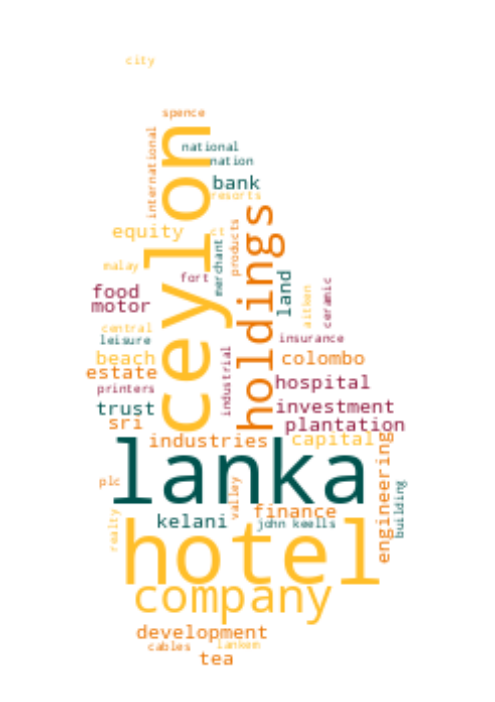 city
spence
international
national
nation
ceylon
bank
resorts
holdings
equity
ct
merchant
products
malay
fort
land
food
motor
aitken
ceramic
central
leisure
insurance
beach
colombo
estate
industrial
hospital
printers
trust
investment
sri
plantation
industries
capital
lanka
engineering
plc
valley
building
finance
realty
kelani
john keells
hotel
company
development
cables
lankem
tea